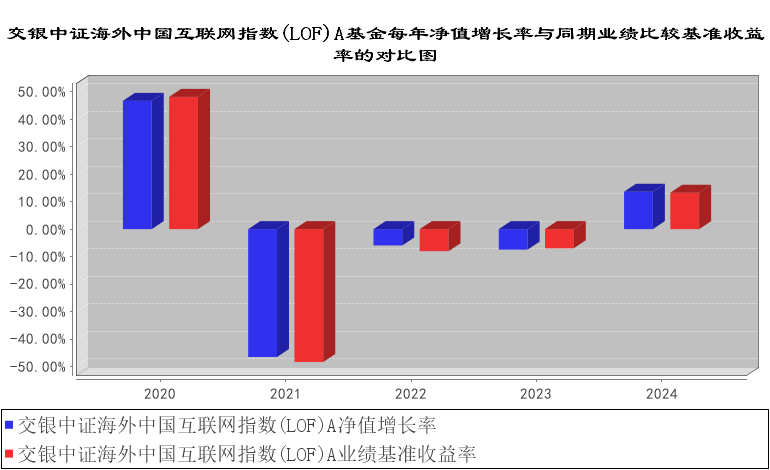 交银中证海外中国互联网指数(LOF)A基金每年净值增长率与同期业绩比较基准收益
率的对比图
50.00%
40.00%
30.00%
20.00%
10.00%
0.00%
-10.00%
-20.00%
-30.00%
-40.00%
-50.00%
2020 2021 2022 2023 2024
交银中证海外中国互联网指数(LOF)A净值增长率
交银中证海外中国互联网指数(LOF)A业绩基准收益率